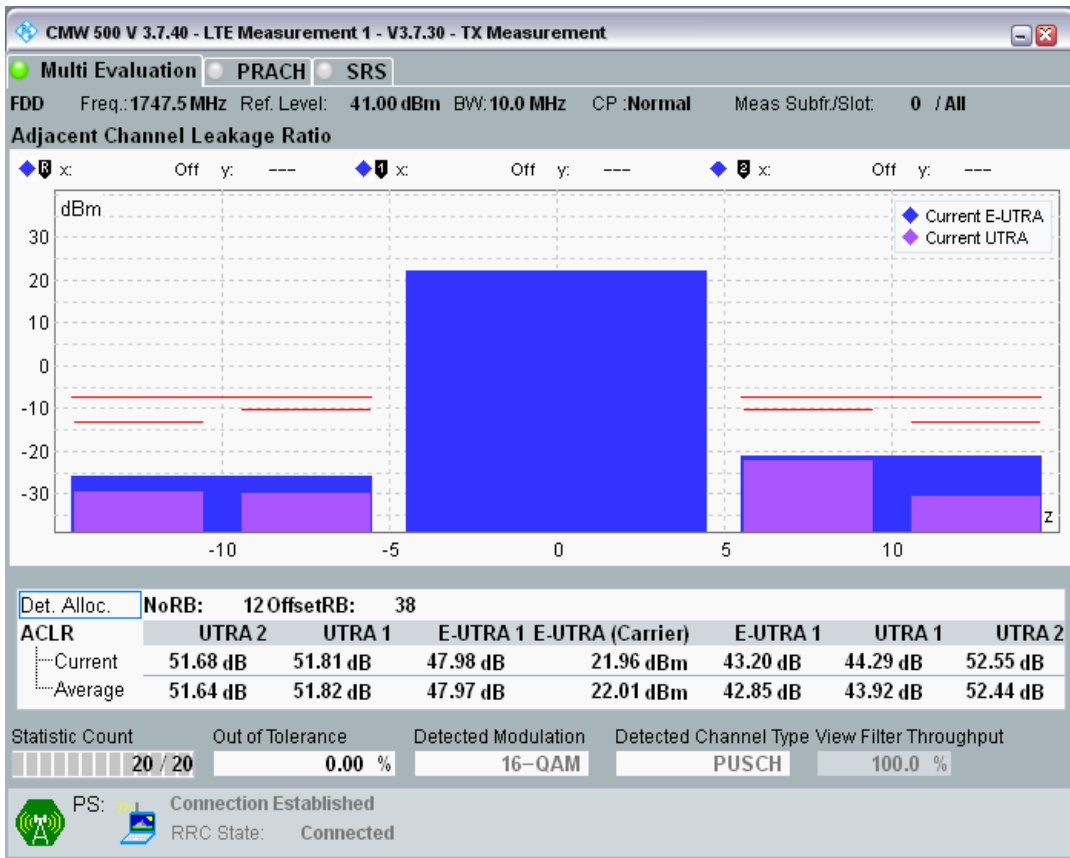 CMW 500 V 3.7.40 - LTE Measurement 1 - V3.7.30 - TX Measurement
Multi Evaluation PRACH SRS
FDD Freq.: 1747.5 MHz Ref. Level: 41.00 dBm BW: 10.0 MHz CP : Normal Meas Subfr./Slot: 0 / All
Adjacent Channel Leakage Ratio
R x: Off y: --- 1 x: Off y: --- 2 x: Off y: ---
dBm
Current E-UTRA
Current UTRA
30
20
10
0
-10
-20
-30
z
-10 -5 0 5 10
Det. Alloc. NoRB: 12 OffsetRB: 38
ACLR UTRA 2 UTRA 1 E-UTRA 1 E-UTRA (Carrier) E-UTRA 1 UTRA 1 UTRA 2
Current 51.68 dB 51.81 dB 47.98 dB 21.96 dBm 43.20 dB 44.29 dB 52.55 dB
Average 51.64 dB 51.82 dB 47.97 dB 22.01 dBm 42.85 dB 43.92 dB 52.44 dB
Statistic Count Out of Tolerance Detected Modulation Detected Channel Type View Filter Throughput
20 / 20 0.00 % 16-QAM PUSCH 100.0 %
PS: Connection Established
RRC State: Connected